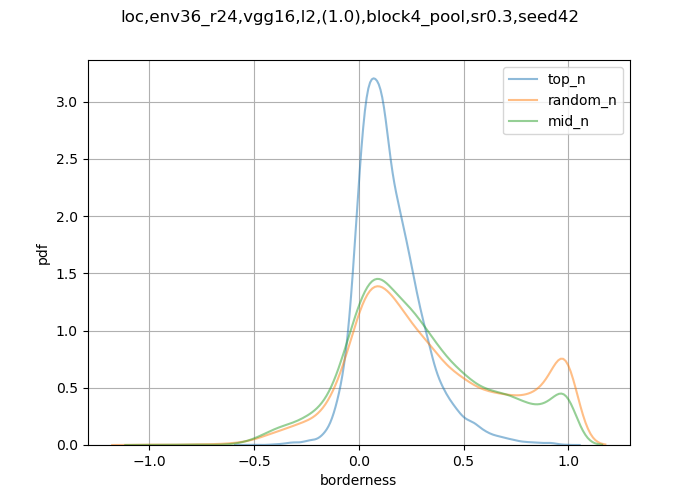 loc,env36_r24,vgg16,l2,(1.0),block4_pool,sr0.3,seed42
top_n
random_n
mid_n
3.0
2.5
2.0
1.5
1.0
0.5
0.0
pdf
−1.0 −0.5 0.0 0.5 1.0
borderness